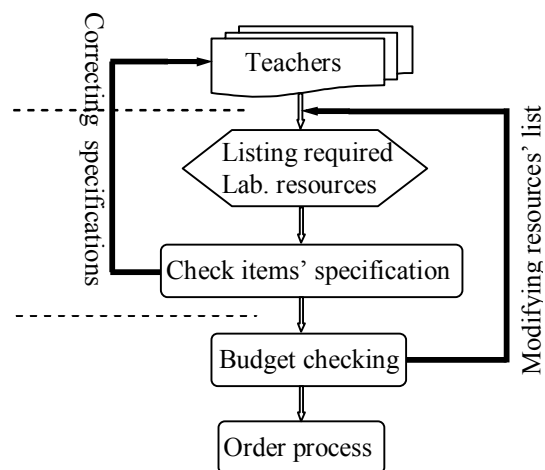 Teachers
Correcting specifications
Listing required
Lab. resources
Modifying resources’ list
Check items’ specification
Budget checking
Order process